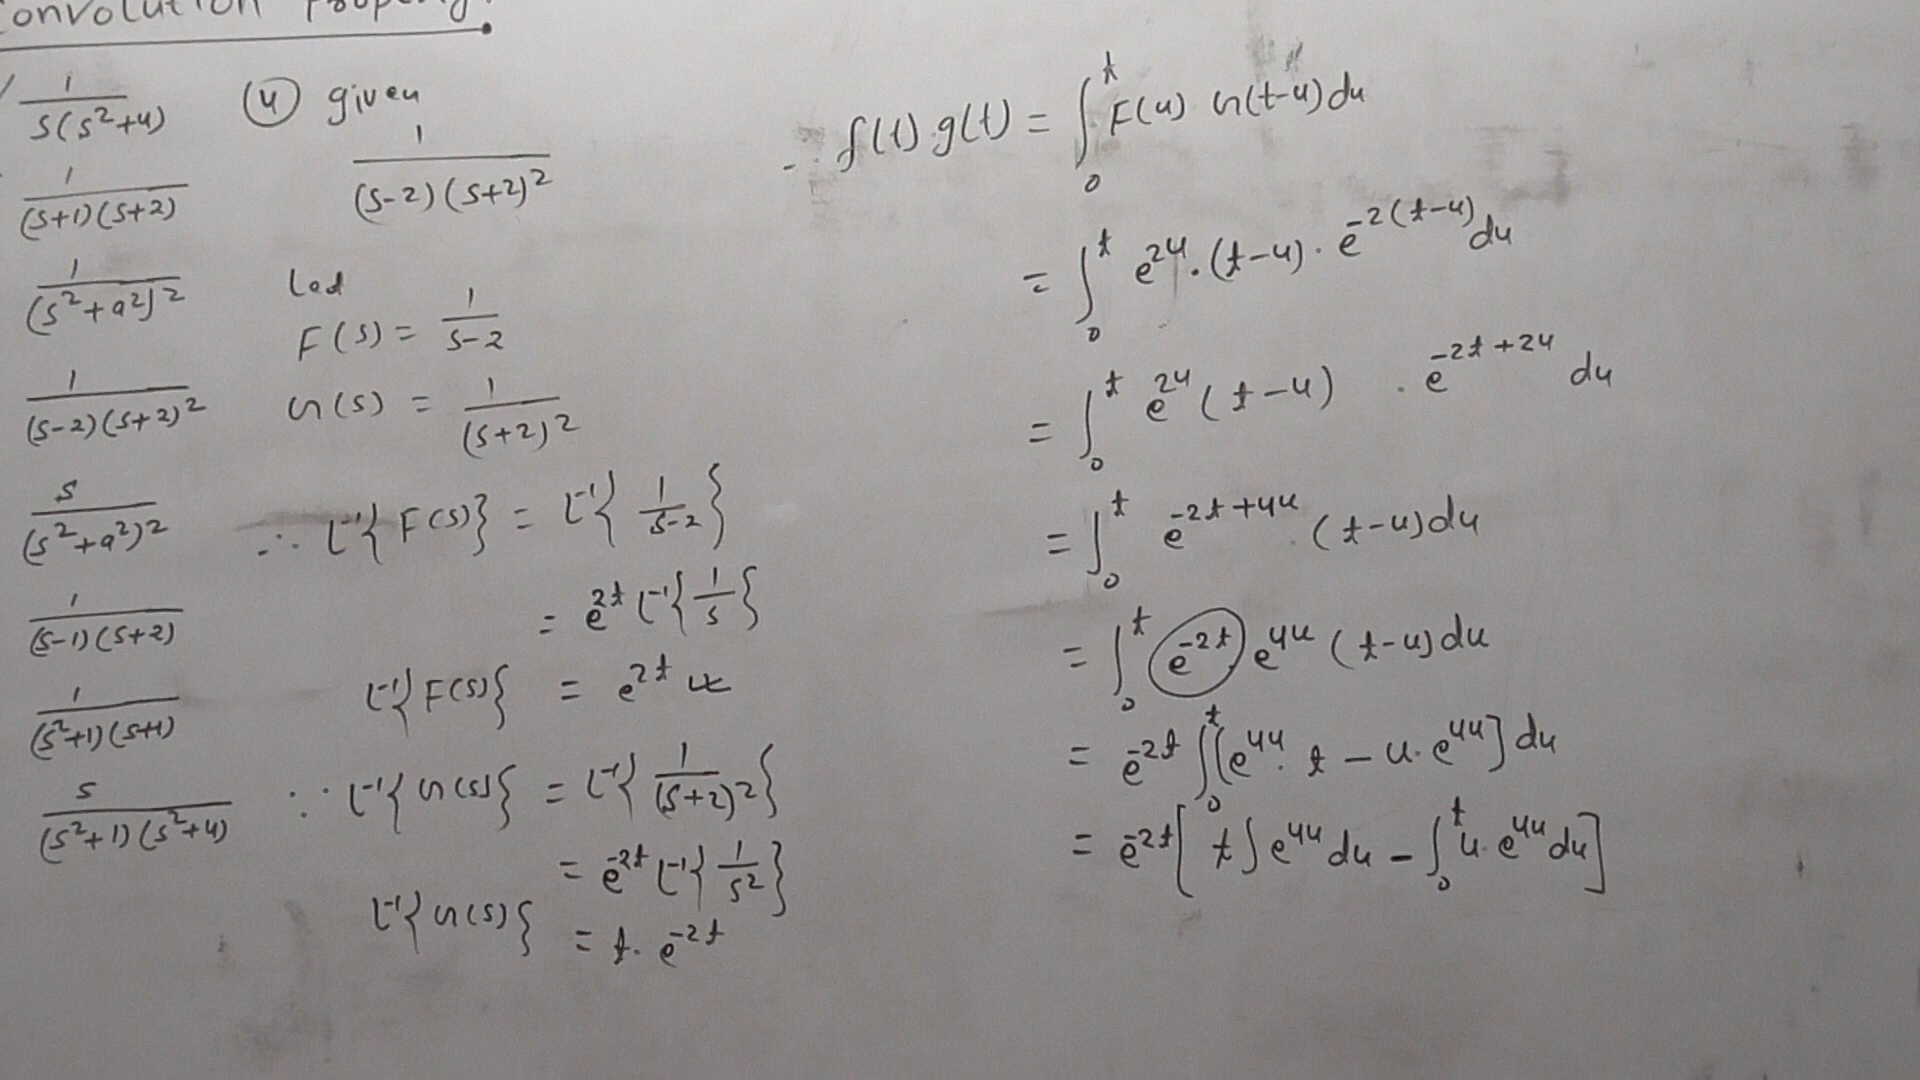 onvolution Property.
1/(s(s²+4))
1/((s+1)(s+2))
1/(s²+a²)²
1/((s-2)(s+2)²)
s/(s²+a²)²
1/((s-1)(s+2))
1/((s²+1)(s+1))
s/((s²+1)(s²+4))
④ given
1/((s-2)(s+2)²)
Led
F(s) = 1/(s-2)
G(s) = 1/(s+2)²
∴ L⁻¹{F(s)} = L⁻¹{1/(s-2)}
= e^(2t) L⁻¹{1/s}
L⁻¹{F(s)} = e^(2t)
∵ L⁻¹{G(s)} = L⁻¹{1/(s+2)²}
= e^(-2t) L⁻¹{1/s²}
L⁻¹{G(s)} = t. e^(-2t)
∴ f(t).g(t) = ∫₀ᵗ F(u) G(t-u) du
= ∫₀ᵗ e^(2u).(t-u). e^(-2(t-u)) du
= ∫₀ᵗ e^(2u) (t-u) . e^(-2t+2u) du
= ∫₀ᵗ e^(-2t+4u) (t-u) du
= ∫₀ᵗ e^(-2t) e^(4u) (t-u) du
= e^(-2t) ∫₀ᵗ [e^(4u). t - u. e^(4u)] du
= e^(-2t) [t ∫ e^(4u) du - ∫₀ᵗ u. e^(4u) du]